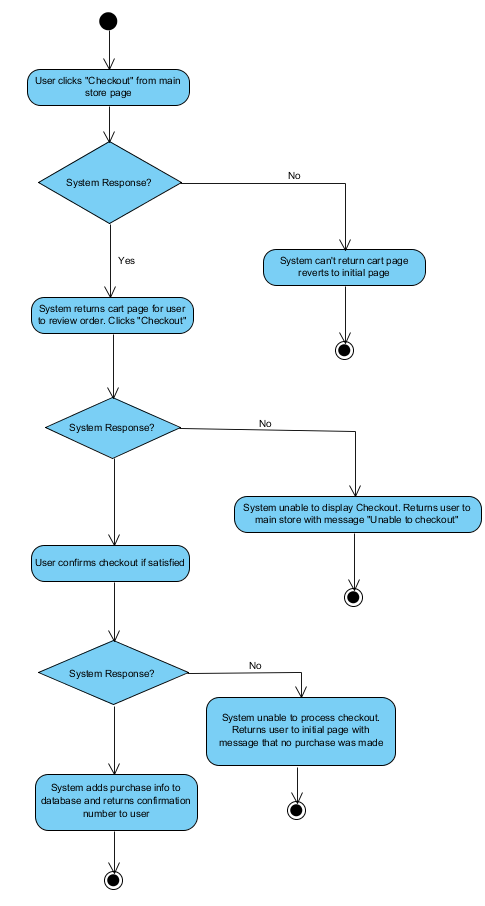 User clicks "Checkout" from main
store page
System Response?
No
Yes
System can't return cart page
reverts to initial page
System returns cart page for user
to review order. Clicks "Checkout"
System Response?
No
System unable to display Checkout. Returns user to
main store with message "Unable to checkout"
User confirms checkout if satisfied
System Response?
No
System unable to process checkout.
Returns user to initial page with
message that no purchase was made
System adds purchase info to
database and returns confirmation
number to user